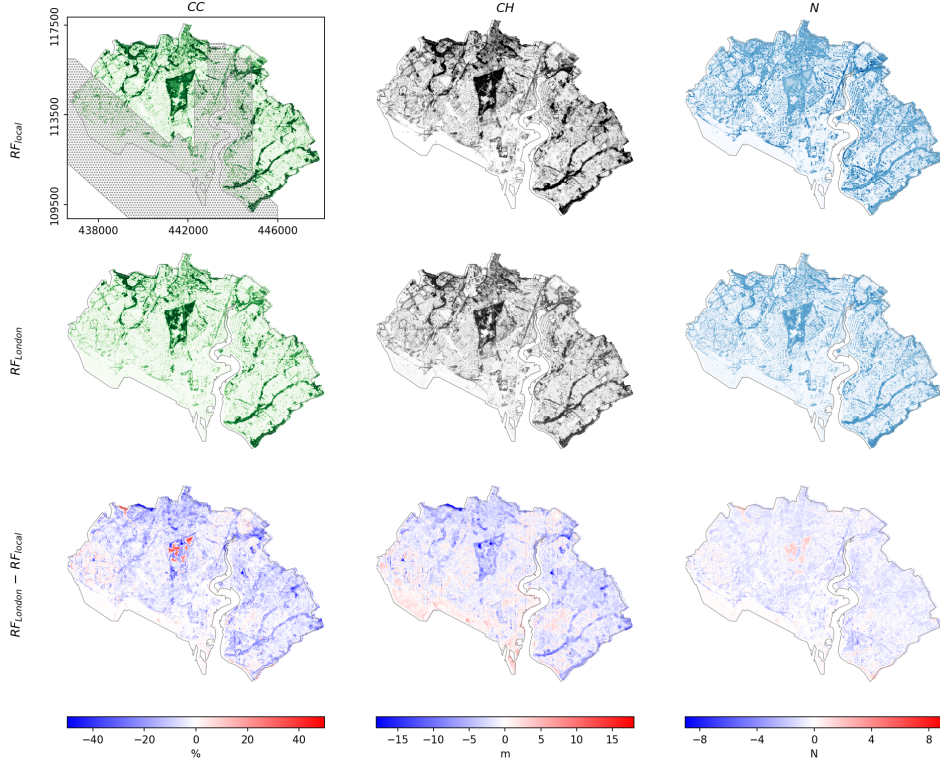 CC CH N
RF_local
117500
113500
109500
438000 442000 446000
RF_London
RF_London − RF_local
−40 −20 0 20 40
%
−15 −10 −5 0 5 10 15
m
−9 −4 0 4 8
N